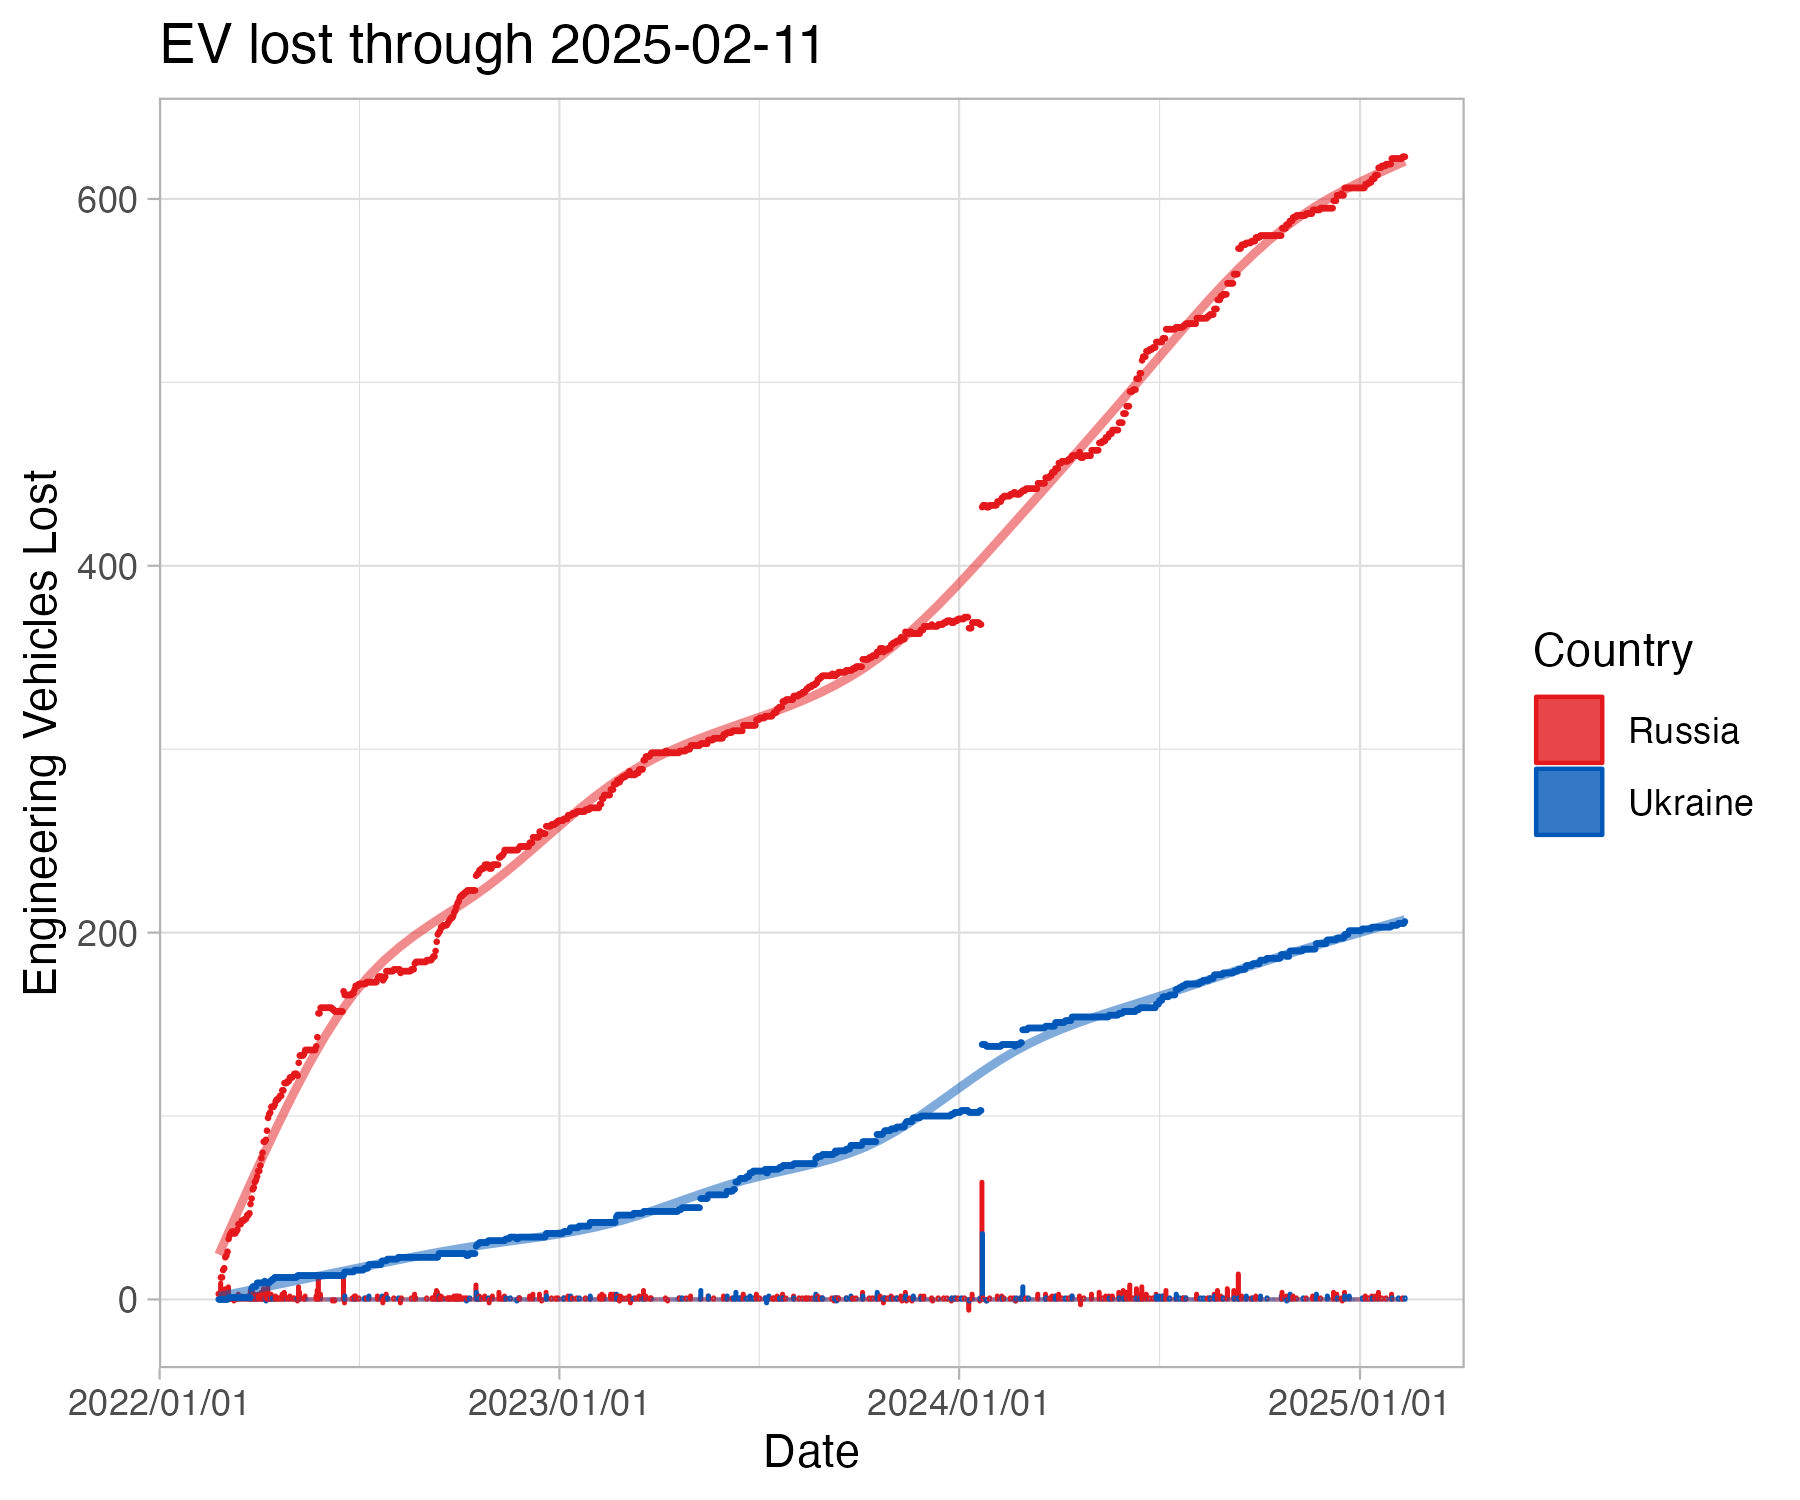 EV lost through 2025-02-11
Engineering Vehicles Lost
600
400
200
0
2022/01/01
2023/01/01
2024/01/01
2025/01/01
Date
Country
Russia
Ukraine